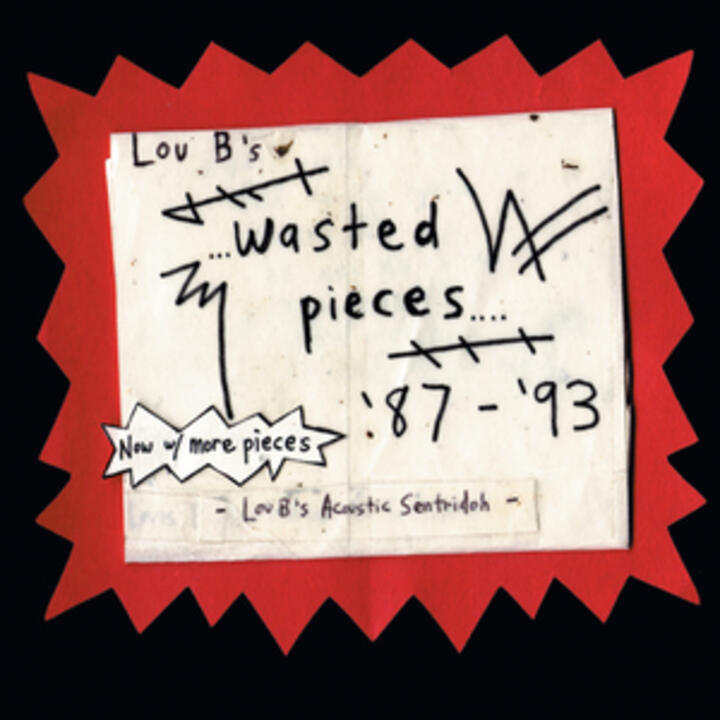 Lou B's
...wasted
pieces....
'87 - '93
Now w/ more pieces
- Lou B's Acoustic Sentridoh -